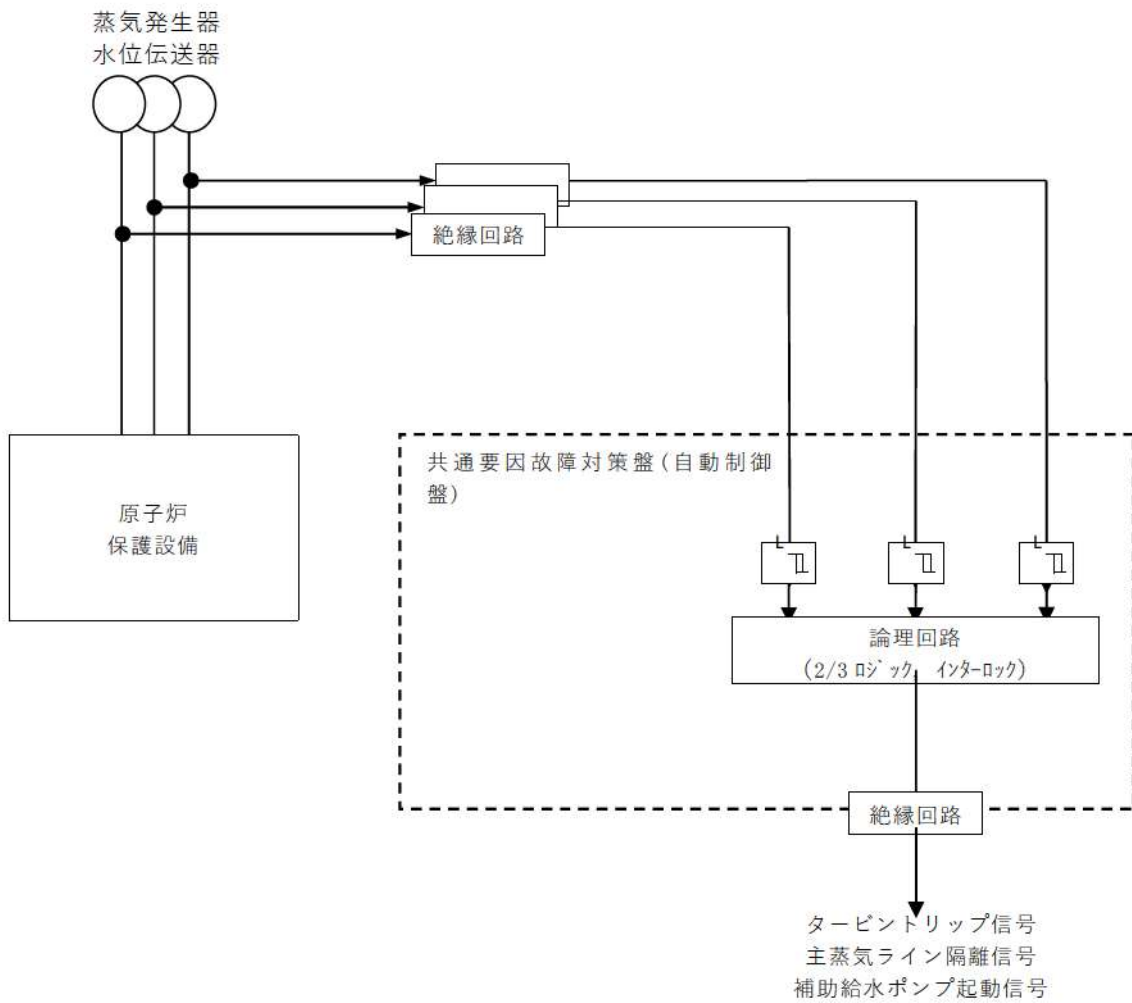 蒸気発生器
水位伝送器
絶縁回路
原子炉
保護設備
共通要因故障対策盤(自動制御
盤)
L
L
L
論理回路
(2/3 ﾛｼﾞｯｸ, ｲﾝﾀｰﾛｯｸ)
絶縁回路
タービントリップ信号
主蒸気ライン隔離信号
補助給水ポンプ起動信号